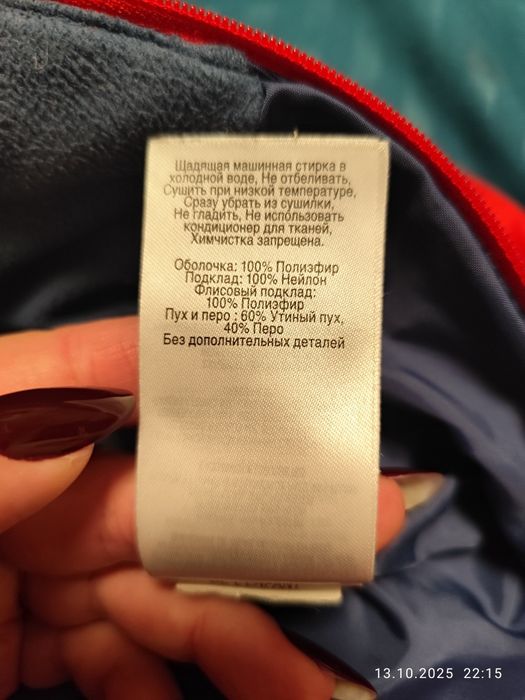 Щадящая машинная стирка в
холодной воде, Не отбеливать,
Сушить при низкой температуре,
Сразу убрать из сушилки,
Не гладить, Не использовать
кондиционер для тканей,
Химчистка запрещена.
Оболочка: 100% Полиэфир
Подклад: 100% Нейлон
Флисовый подклад:
100% Полиэфир
Пух и перо : 60% Утиный пух,
40% Перо
Без дополнительных деталей
13.10.2025 22:15